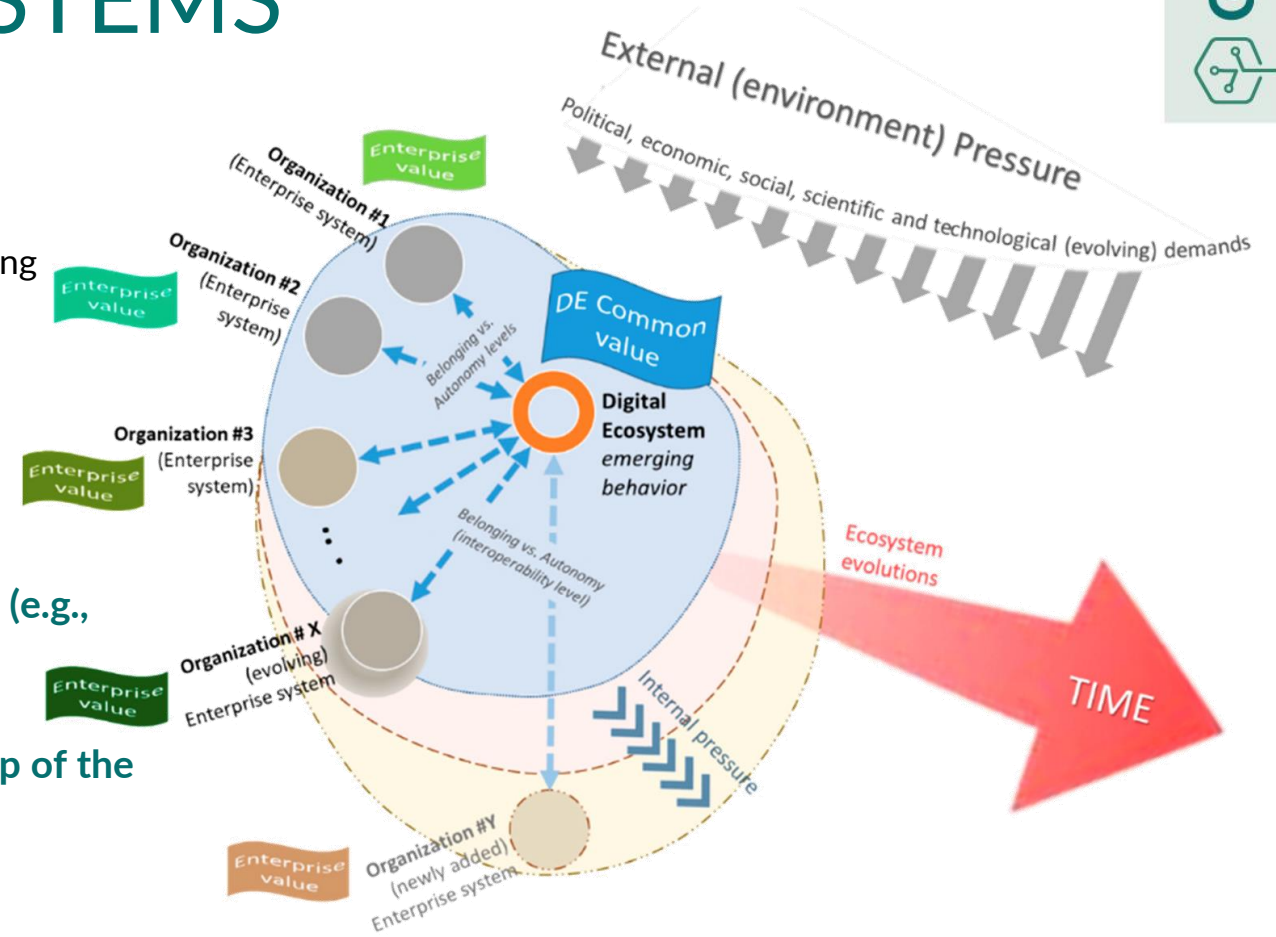 STEMS
External (environment) Pressure
Political, economic, social, scientific and technological (evolving) demands
Enterprise
value
Organization #1
(Enterprise system)
ng
Organization #2
(Enterprise
system)
Enterprise
value
Belonging vs.
Autonomy levels
DE Common
value
Digital
Ecosystem
emerging
behavior
Organization #3
(Enterprise
system)
Enterprise
value
...
Belonging vs. Autonomy
(interoperability level)
Ecosystem
evolutions
TIME
(e.g.,
Organization # X
(evolving)
Enterprise system
Enterprise
value
Internal pressure
p of the
Organization #Y
(newly added)
Enterprise system
Enterprise
value